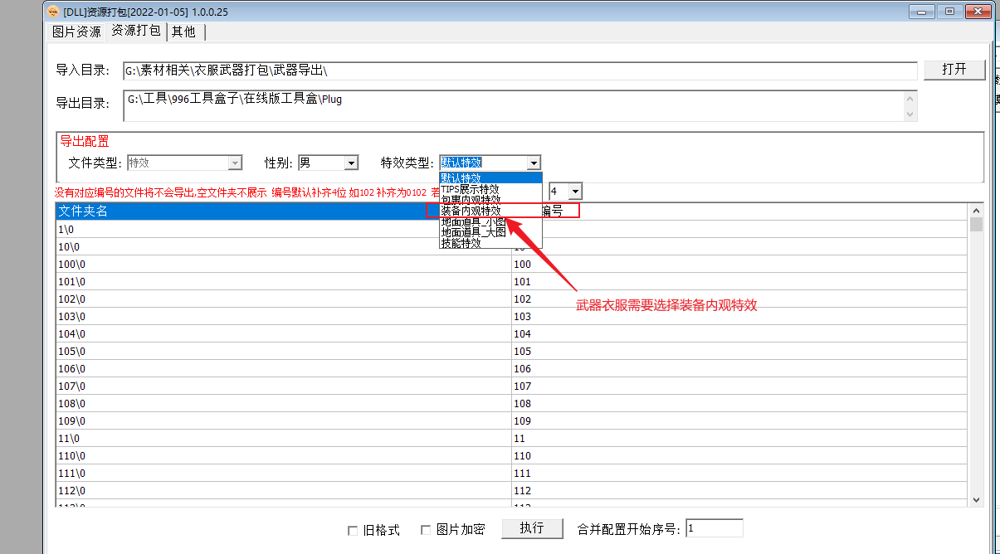 [DLL]资源打包[2022-01-05] 1.0.0.25
图片资源 资源打包 其他
导入目录: G:\素材相关\衣服武器打包\武器导出\ 打开
导出目录: G:\工具\996工具盒子\在线版工具盒\Plug
导出配置
文件类型: 特效 性别: 男 特效类型: 默认特效
默认特效
TIPS展示特效
没有对应编号的文件将不会导出,空文件夹不展示 编号默认补齐4位 如102 补齐为0102 若 4
包裹内观特效
文件夹名 装备内观特效 编号
地面道具_小图
1\0
地面道具_大图
技能特效
10\0
100\0 100
101\0 101
102\0 102
103\0 103
武器衣服需要选择装备内观特效
104\0 104
105\0 105
106\0 106
107\0 107
108\0 108
109\0 109
11\0 11
110\0 110
111\0 111
112\0 112
旧格式 图片加密 执行 合并配置开始序号: 1